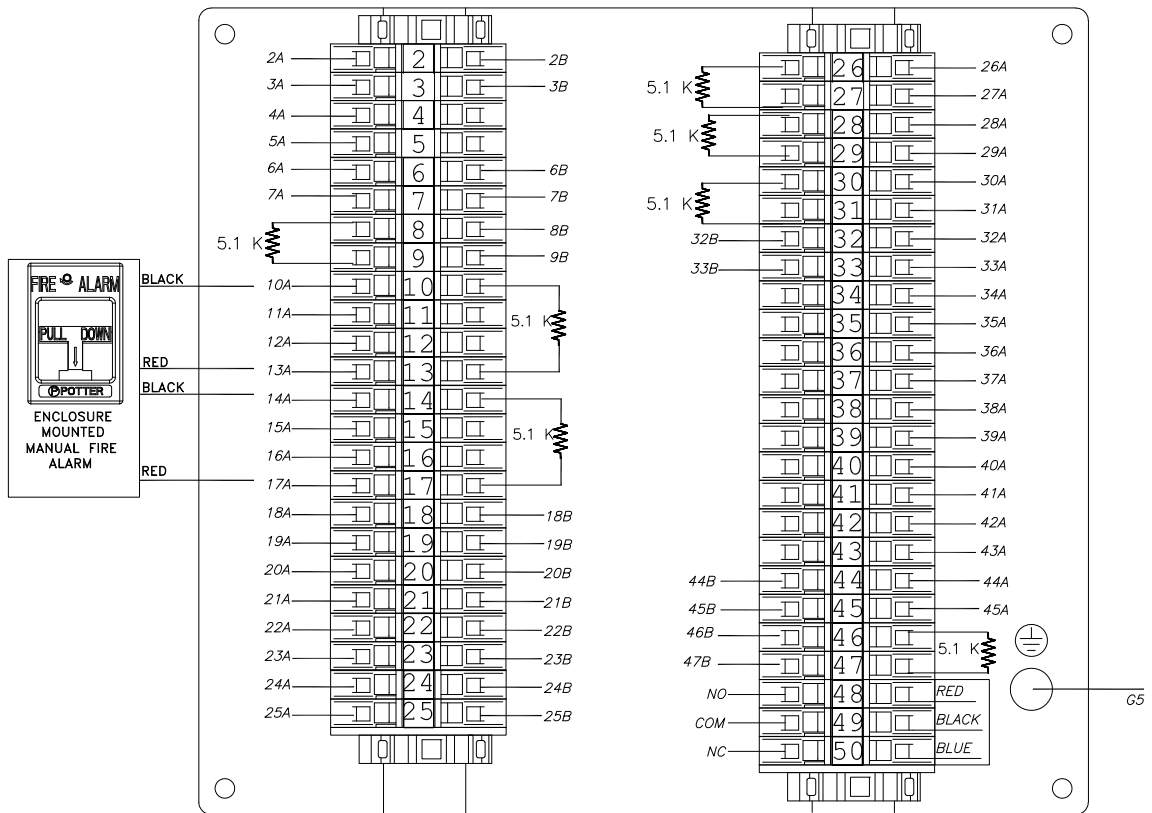 2A 2 2B
3A 3 3B
4A 4
5A 5
6A 6 6B
7A 7 7B
8 8B
5.1 K
9 9B
FIRE ALARM
PULL DOWN
POTTER
ENCLOSURE
MOUNTED
MANUAL FIRE
ALARM
BLACK 10A 10
11A 11 5.1 K
12A 12
RED 13A 13
BLACK 14A 14
15A 15 5.1 K
16A 16
RED 17A 17
18A 18 18B
19A 19 19B
20A 20 20B
21A 21 21B
22A 22 22B
23A 23 23B
24A 24 24B
25A 25 25B
26 26A
5.1 K
27 27A
28 28A
5.1 K
29 29A
30 30A
5.1 K
31 31A
32B 32 32A
33B 33 33A
34 34A
35 35A
36 36A
37 37A
38 38A
39 39A
40 40A
41 41A
42 42A
43 43A
44B 44 44A
45B 45 45A
46B 46
5.1 K
47B 47
NO 48 RED
COM 49 BLACK
NC 50 BLUE
G5